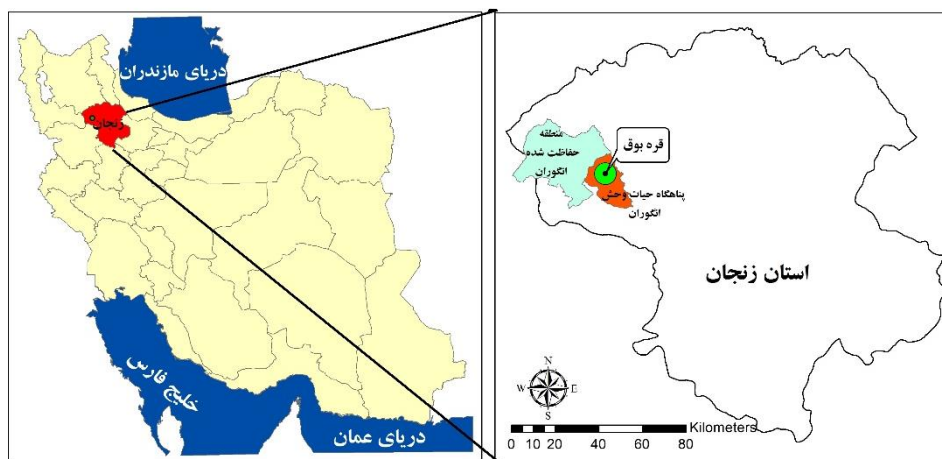 دریای مازندران
زنجان
خلیج فارس
دریای عمان
منطقه
حفاظت شده
انگوران
قره بوق
پناهگاه حیات وحش
انگوران
استان زنجان
N
W E
S
0 10 20 40 60 80 Kilometers